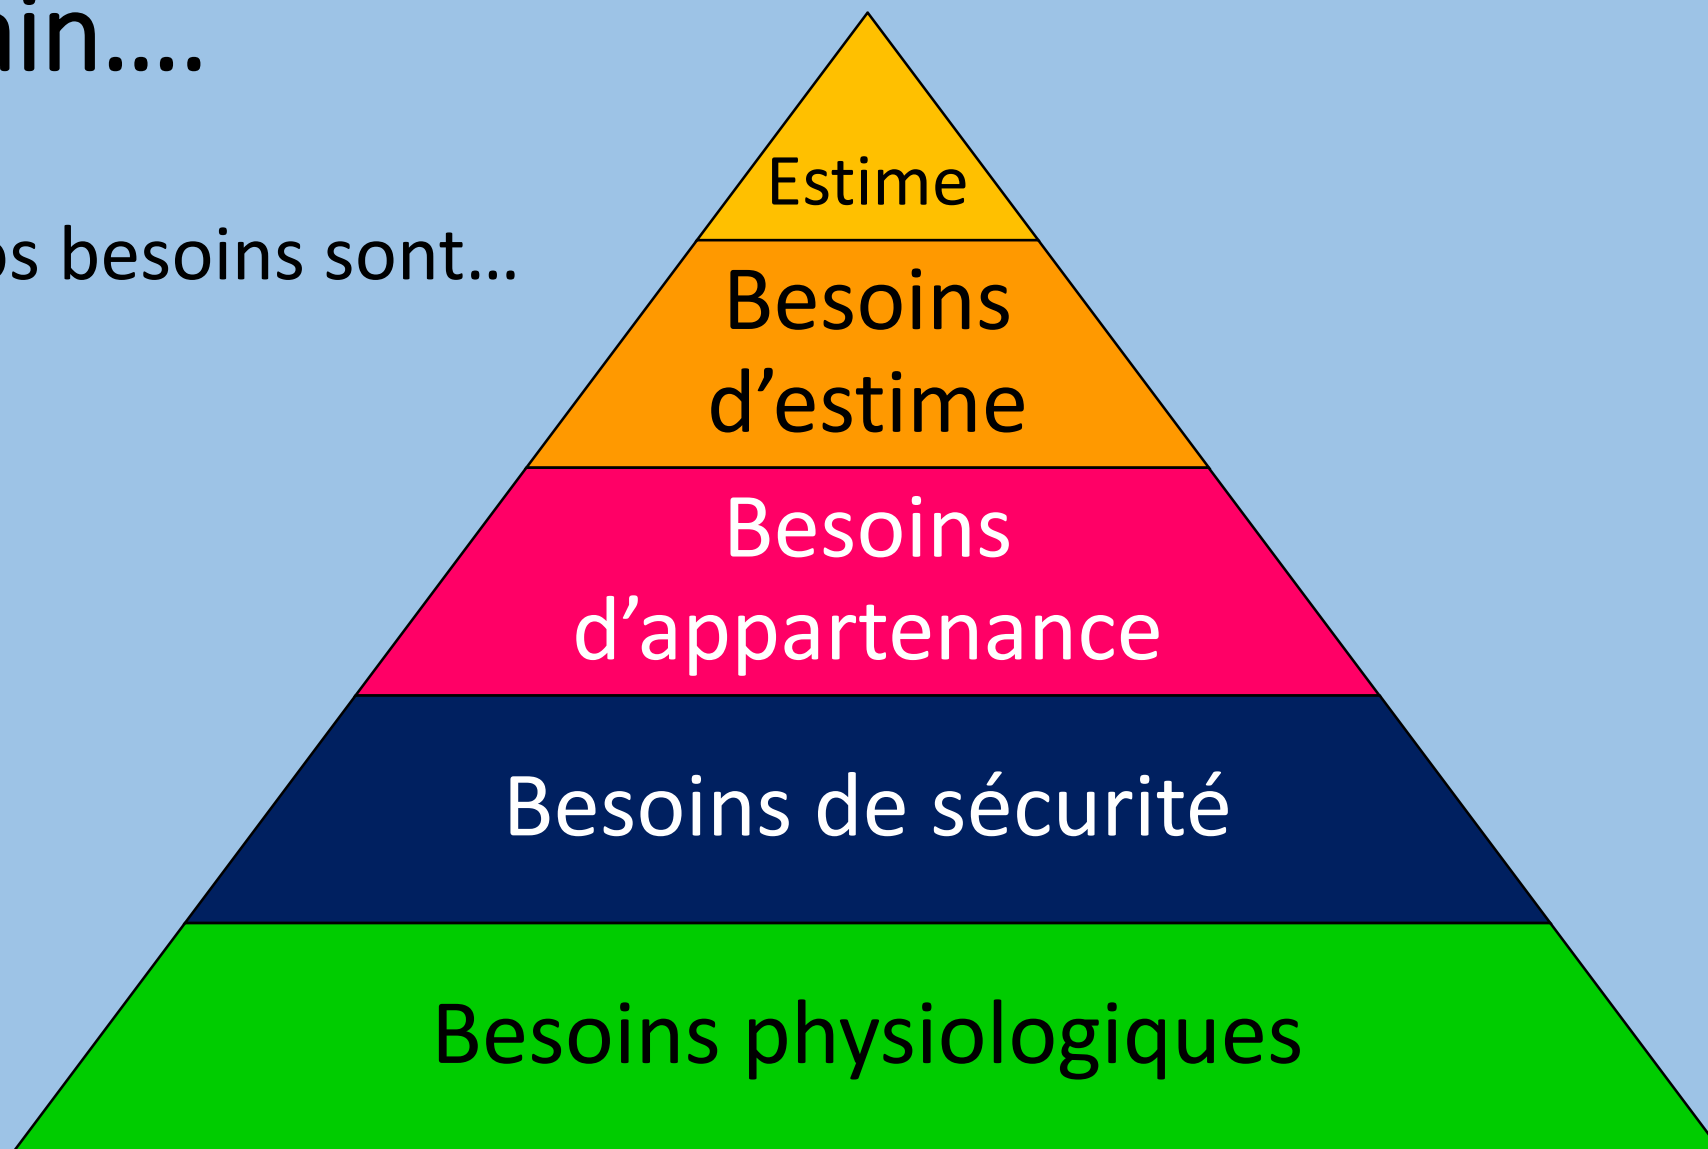 in....
besoins sont...
Estime
Besoins
d’estime
Besoins
d’appartenance
Besoins de sécurité
Besoins physiologiques